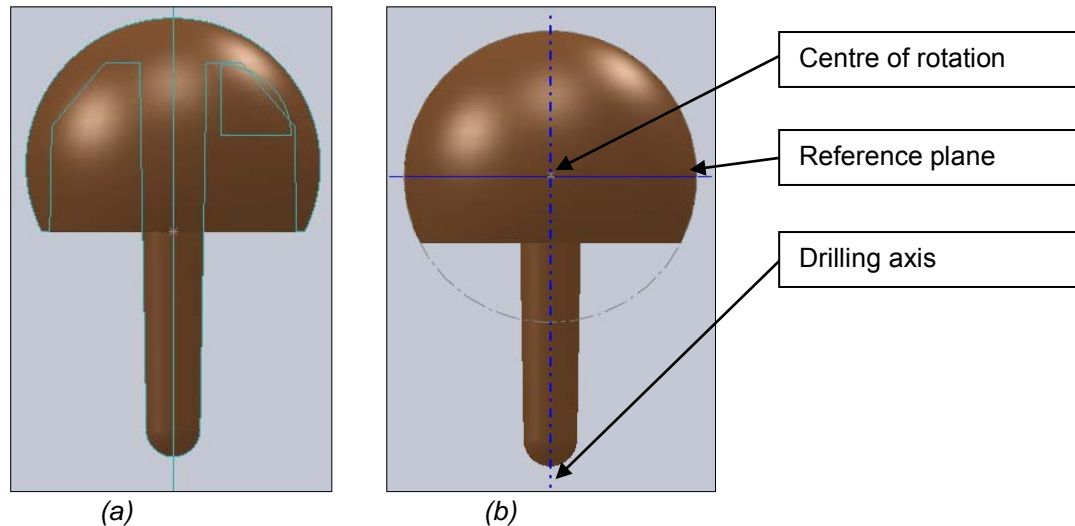 Centre of rotation
Reference plane
Drilling axis
(a)
(b)